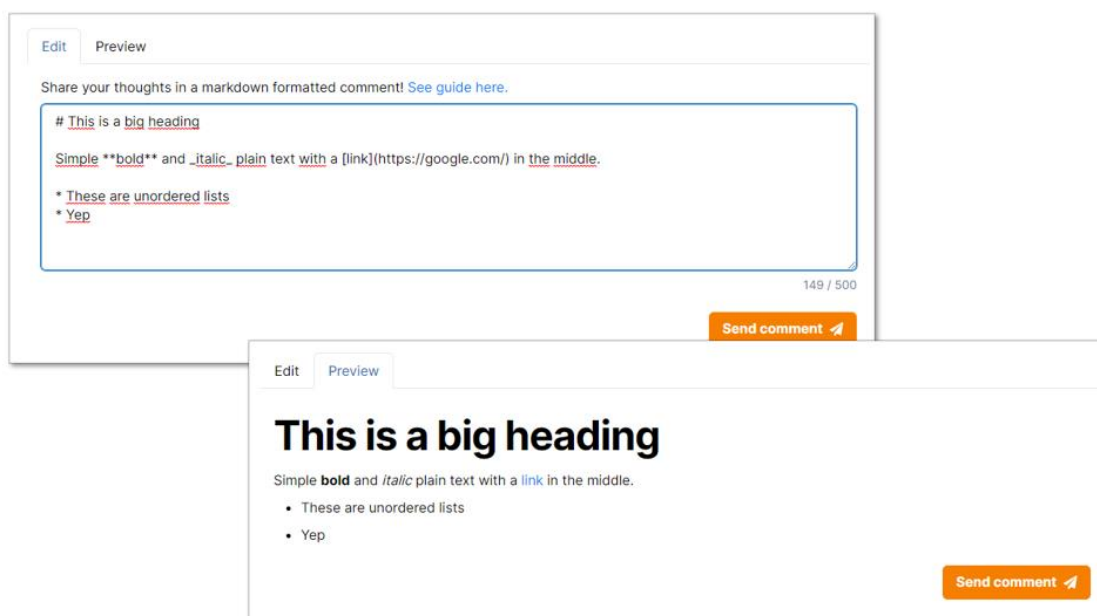 Edit Preview
Share your thoughts in a markdown formatted comment! See guide here.
# This is a big heading
Simple **bold** and _italic_ plain text with a [link](https://google.com/) in the middle.
* These are unordered lists
* Yep
149 / 500
Send comment
Edit Preview
This is a big heading
Simple bold and italic plain text with a link in the middle.
• These are unordered lists
• Yep
Send comment